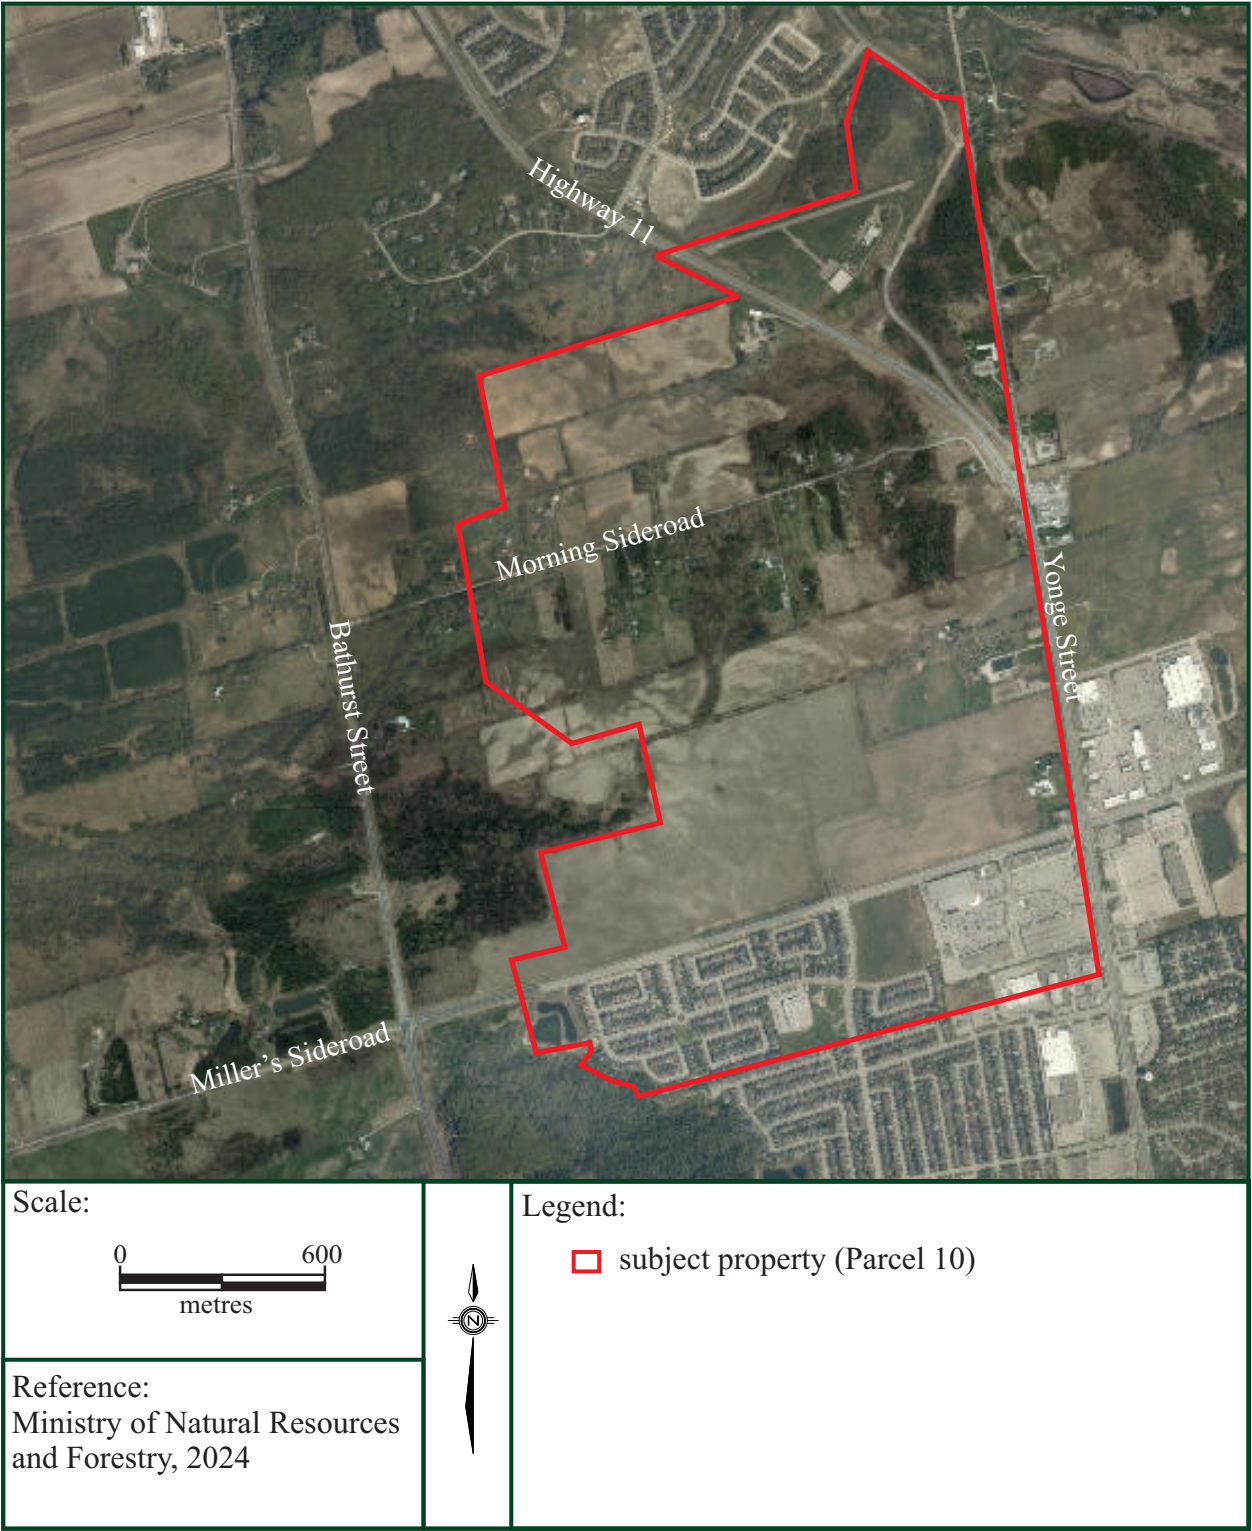 Highway 11
Morning Sideroad
Yonge Street
Bathurst Street
Miller's Sideroad
Scale:
0 600
metres
N
Legend:
subject property (Parcel 10)
Reference:
Ministry of Natural Resources
and Forestry, 2024